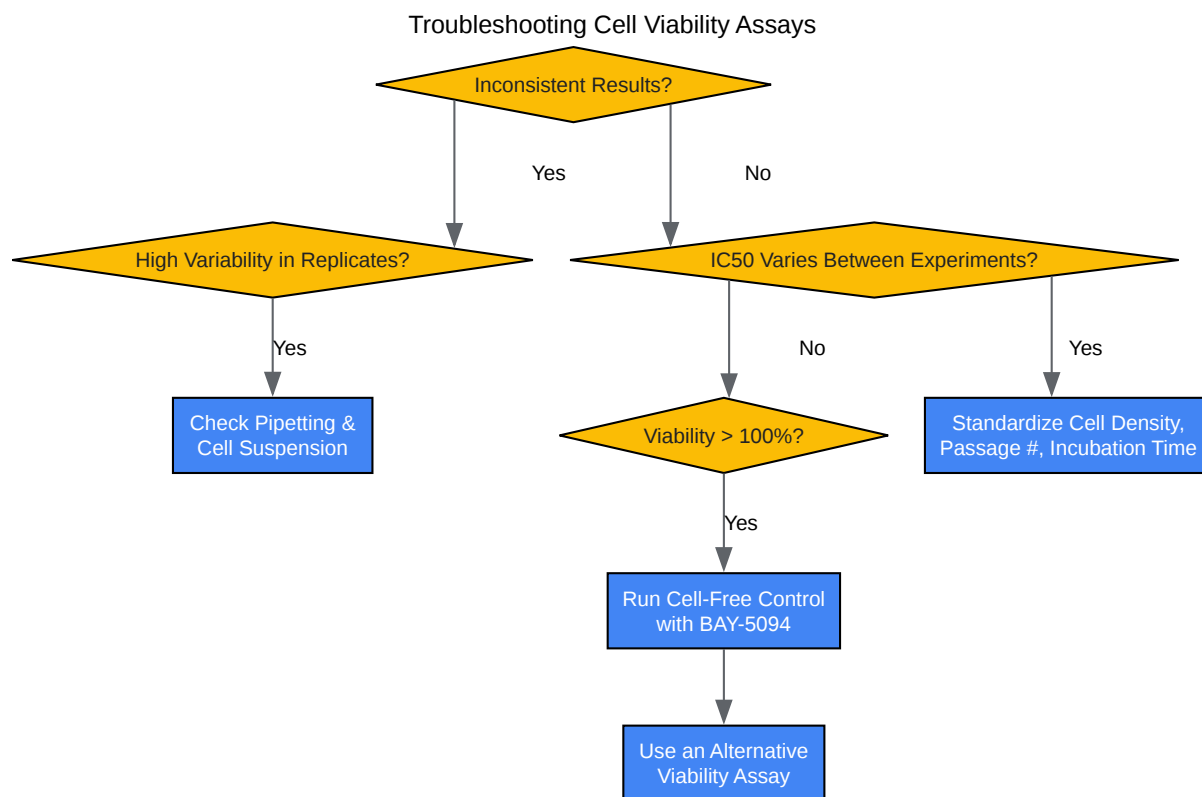 Troubleshooting Cell Viability Assays
Inconsistent Results?
Yes
No
High Variability in Replicates?
IC50 Varies Between Experiments?
Yes
No
Yes
Check Pipetting &
Cell Suspension
Viability > 100%?
Standardize Cell Density,
Passage #, Incubation Time
Yes
Run Cell-Free Control
with BAY-5094
Use an Alternative
Viability Assay